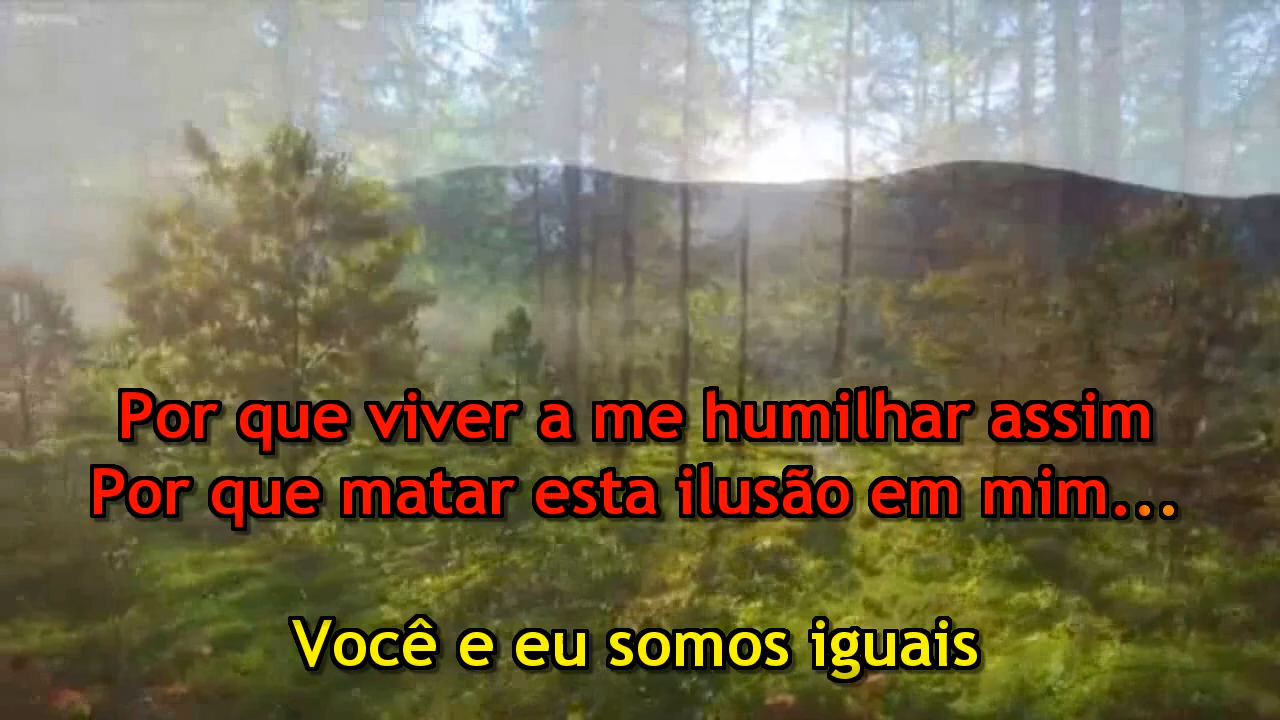 Por que viver a me humilhar assim
Por que matar esta ilusão em mim...
Você e eu somos iguais